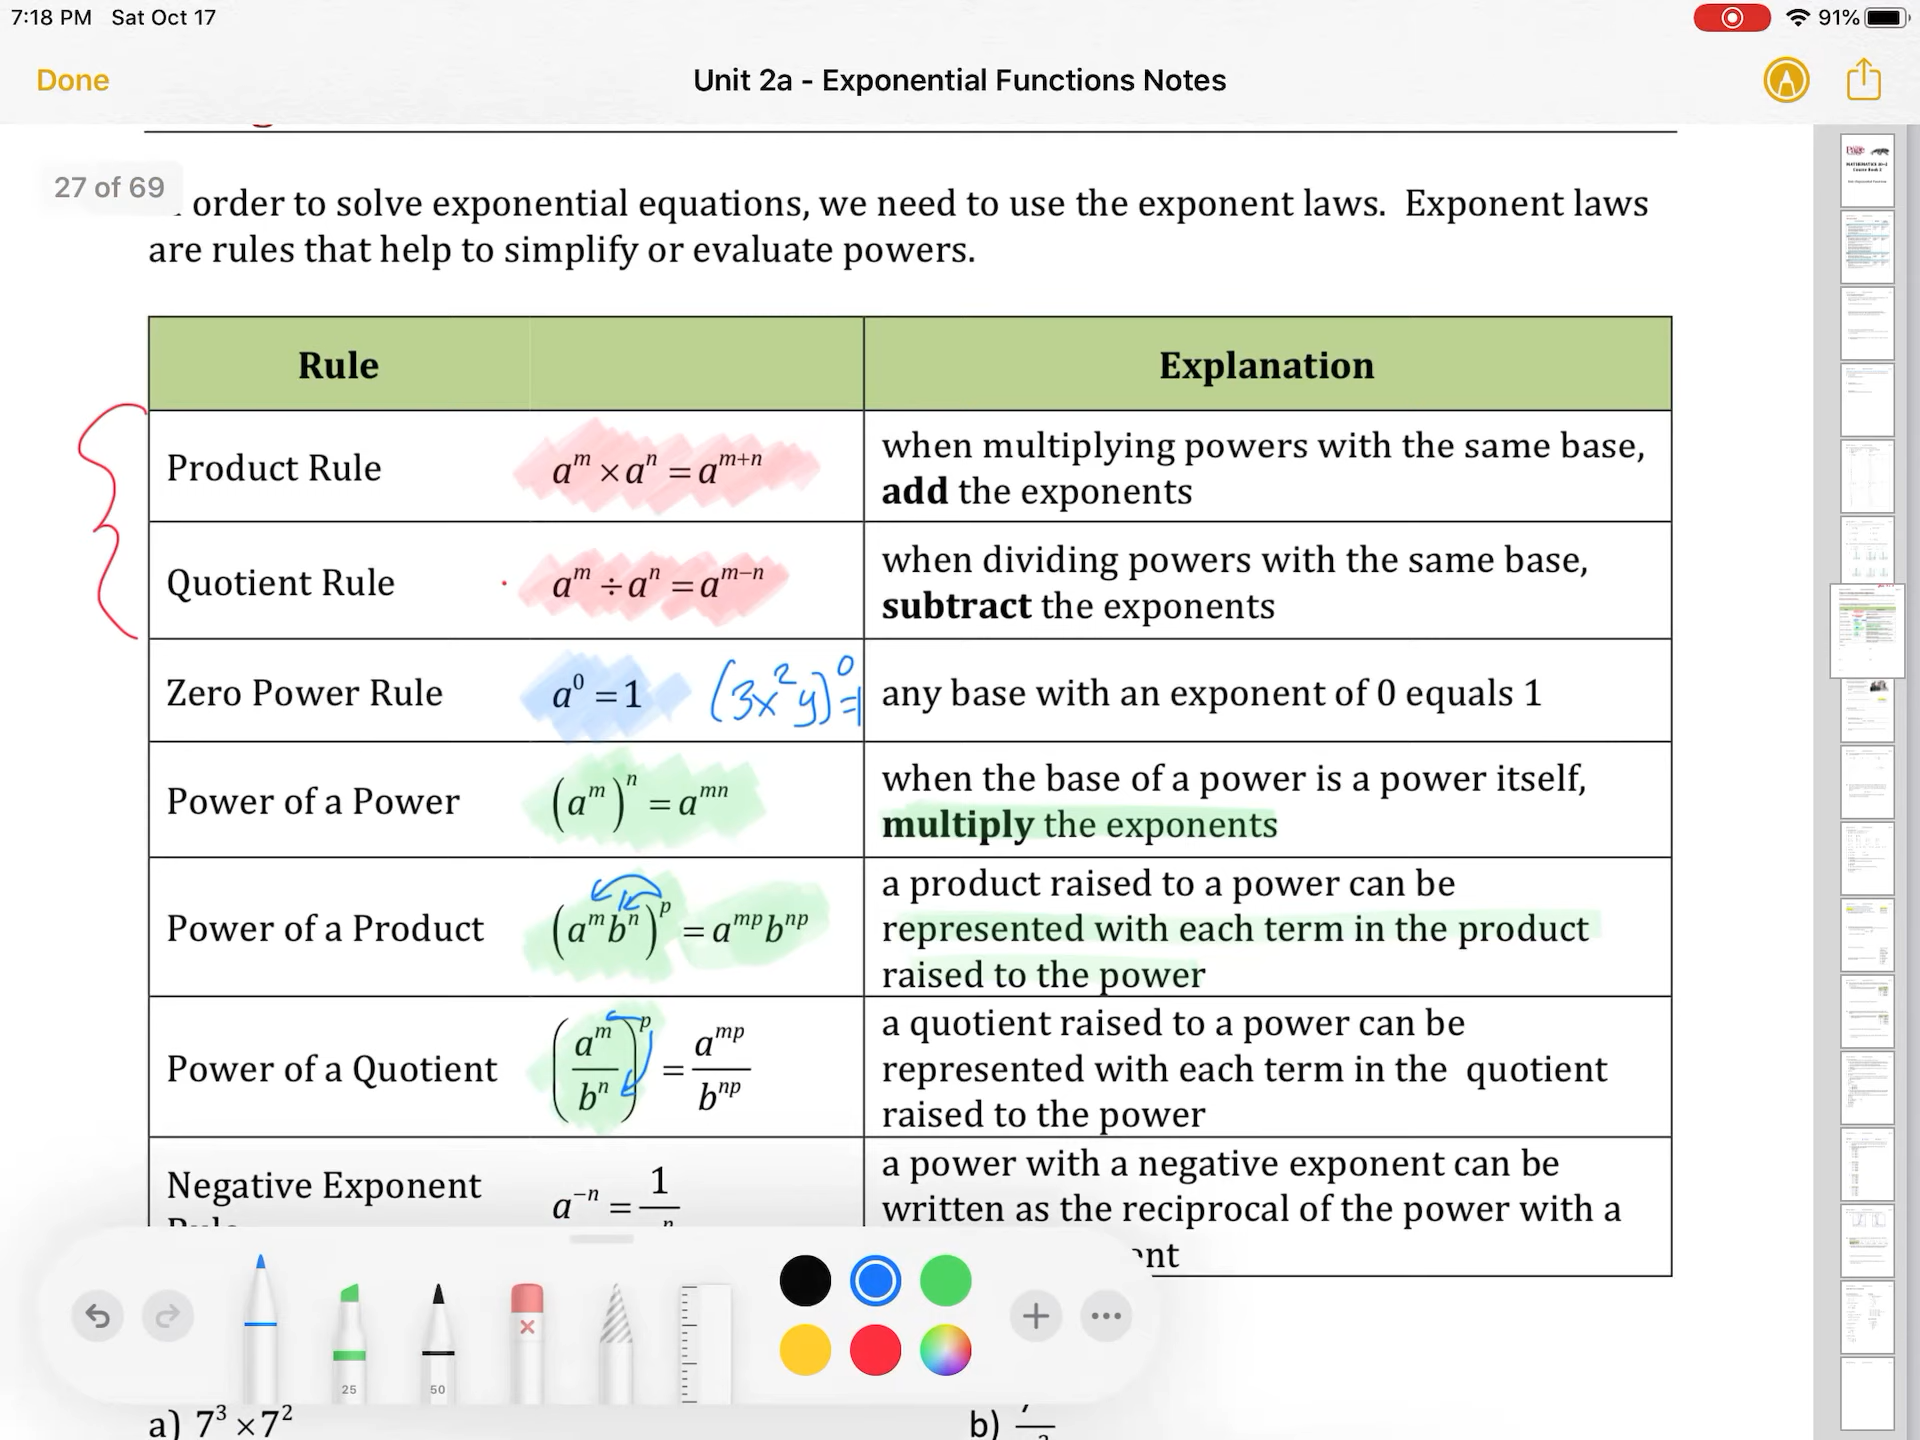 7:18 PM Sat Oct 17
91%
Done
Unit 2a - Exponential Functions Notes
27 of 69
order to solve exponential equations, we need to use the exponent laws. Exponent laws
are rules that help to simplify or evaluate powers.
Rule
Explanation
Product Rule
a^m × a^n = a^{m+n}
when multiplying powers with the same base,
add the exponents
Quotient Rule
a^m ÷ a^n = a^{m−n}
when dividing powers with the same base,
subtract the exponents
Zero Power Rule
a^0 = 1
(3x^2y)^0 = 1
any base with an exponent of 0 equals 1
Power of a Power
(a^m)^n = a^{mn}
when the base of a power is a power itself,
multiply the exponents
Power of a Product
(a^m b^n)^p = a^{mp} b^{np}
a product raised to a power can be
represented with each term in the product
raised to the power
Power of a Quotient
(a^m / b^n)^p = a^{mp} / b^{np}
a quotient raised to a power can be
represented with each term in the quotient
raised to the power
Negative Exponent
a^{−n} = 1
n
a power with a negative exponent can be
written as the reciprocal of the power with a
nt
25
50
a) 7^3 × 7^2
b)